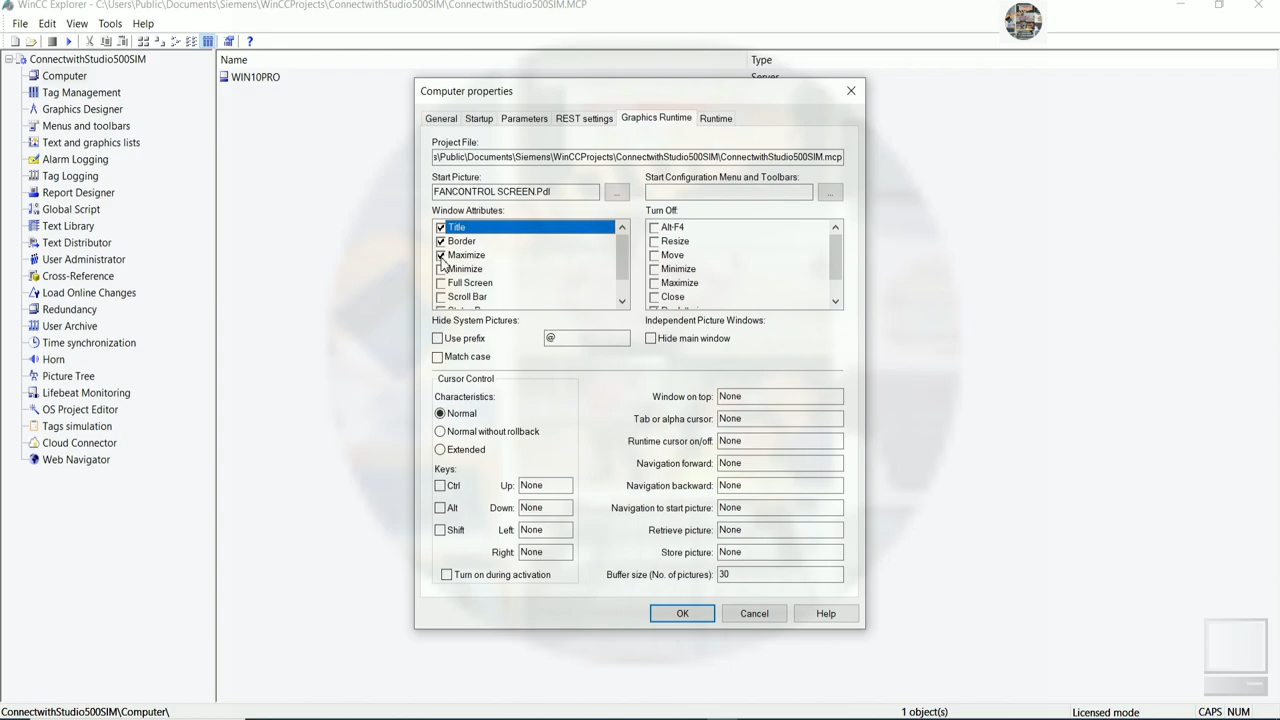 WinCC Explorer - C:\Users\Public\Documents\Siemens\WinCCProjects\ConnectwithStudio500SIM\ConnectwithStudio500SIM.MCP
File Edit View Tools Help
ConnectwithStudio500SIM
Computer
Tag Management
Graphics Designer
Menus and toolbars
Text and graphics lists
Alarm Logging
Tag Logging
Report Designer
Global Script
Text Library
Text Distributor
User Administrator
Cross-Reference
Load Online Changes
Redundancy
User Archive
Time synchronization
Horn
Picture Tree
Lifebeat Monitoring
OS Project Editor
Tags simulation
Cloud Connector
Web Navigator
Name Type
WIN10PRO Server
Computer properties
General Startup Parameters REST settings Graphics Runtime Runtime
Project File:
s\Public\Documents\Siemens\WinCCProjects\ConnectwithStudio500SIM\ConnectwithStudio500SIM.mcp
Start Picture: Start Configuration Menu and Toolbars:
FANCONTROL SCREEN.Pdl ... ...
Window Attributes: Turn Off:
Title Alt-F4
Border Resize
Maximize Move
Minimize Minimize
Full Screen Maximize
Scroll Bar Close
Hide System Pictures: Independent Picture Windows:
Use prefix @ Hide main window
Match case
Cursor Control
Characteristics: Window on top: None
Normal Tab or alpha cursor: None
Normal without rollback Runtime cursor on/off: None
Extended Navigation forward: None
Keys:
Ctrl Up: None Navigation backward: None
Alt Down: None Navigation to start picture: None
Shift Left: None Retrieve picture: None
Right: None Store picture: None
Turn on during activation Buffer size (No. of pictures): 30
OK Cancel Help
ConnectwithStudio500SIM\Computer\ 1 object(s) Licensed mode CAPS NUM